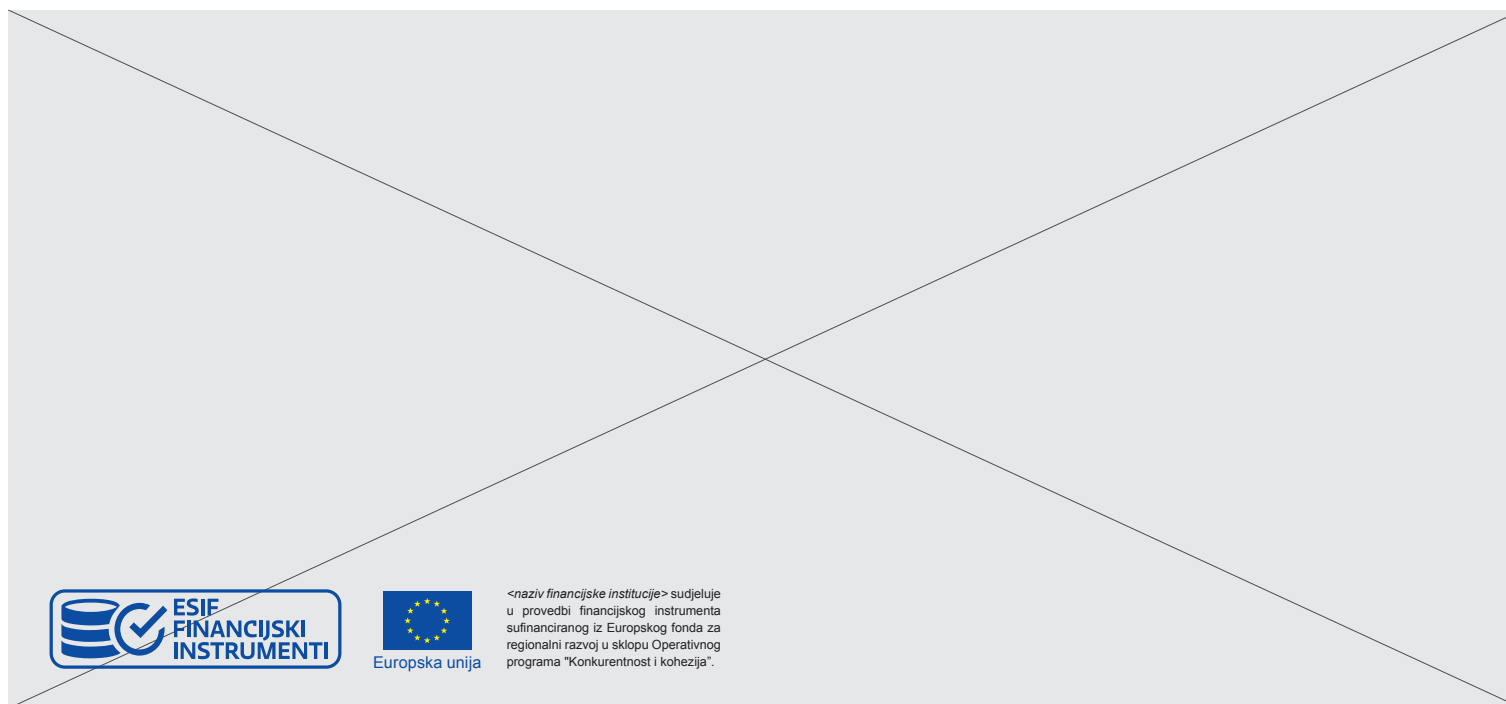 ESIF
FINANCIJSKI
INSTRUMENTI
Europska unija
<naziv financijske institucije> sudjeluje
u provedbi financijskog instrumenta
sufinanciranog iz Europskog fonda za
regionalni razvoj u sklopu Operativnog
programa "Konkurentnost i kohezija”.